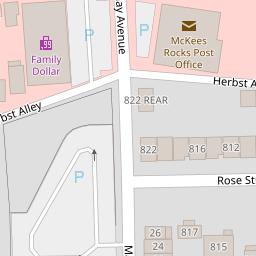 ay Avenue
Family
Dollar
McKees
Rocks Post
Office
P
Herbst A
bst Alley
822 REAR
822
816
812
P
Rose St
26
24
817
815
M